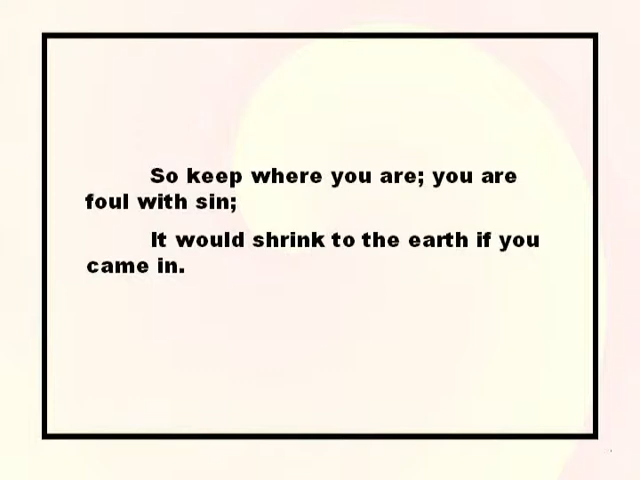 So keep where you are; you are
foul with sin;
It would shrink to the earth if you
came in.